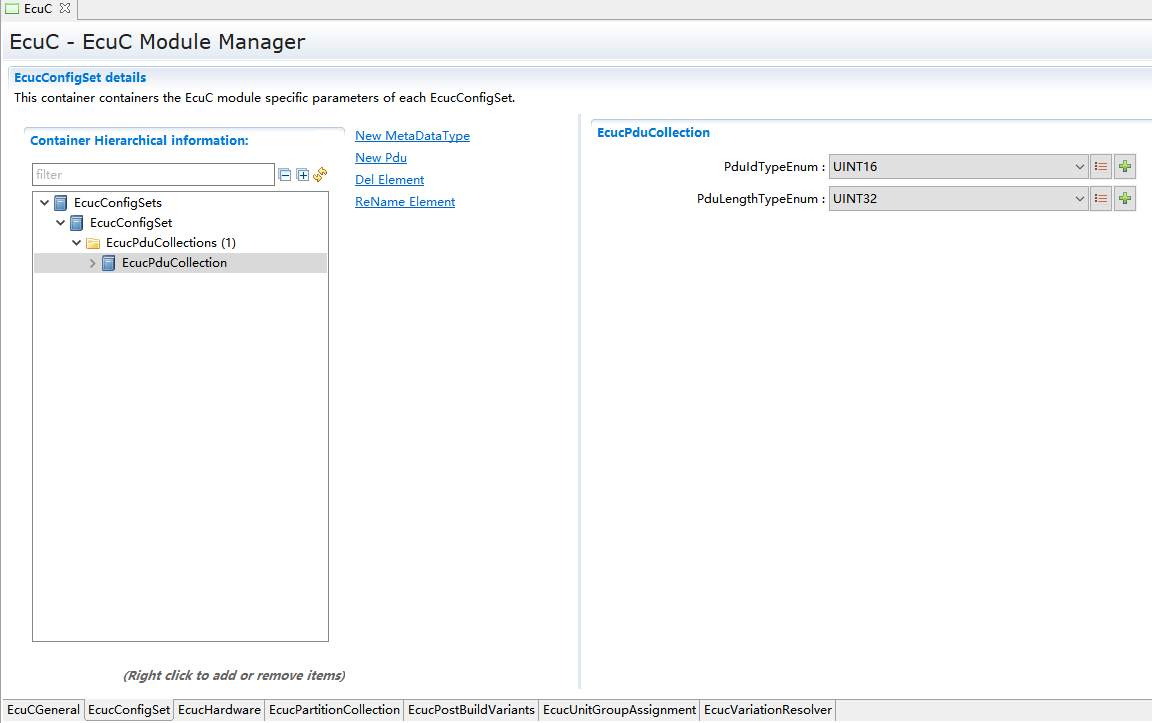 EcuC
EcuC - EcuC Module Manager
EcucConfigSet details
This container containers the EcuC module specific parameters of each EcucConfigSet.
Container Hierarchical information:
filter
EcucConfigSets
EcucConfigSet
EcucPduCollections (1)
EcucPduCollection
(Right click to add or remove items)
New MetaDataType
New Pdu
Del Element
ReName Element
EcucPduCollection
PduIdTypeEnum : UINT16
PduLengthTypeEnum : UINT32
EcuCGeneral EcucConfigSet EcucHardware EcucPartitionCollection EcucPostBuildVariants EcucUnitGroupAssignment EcucVariationResolver